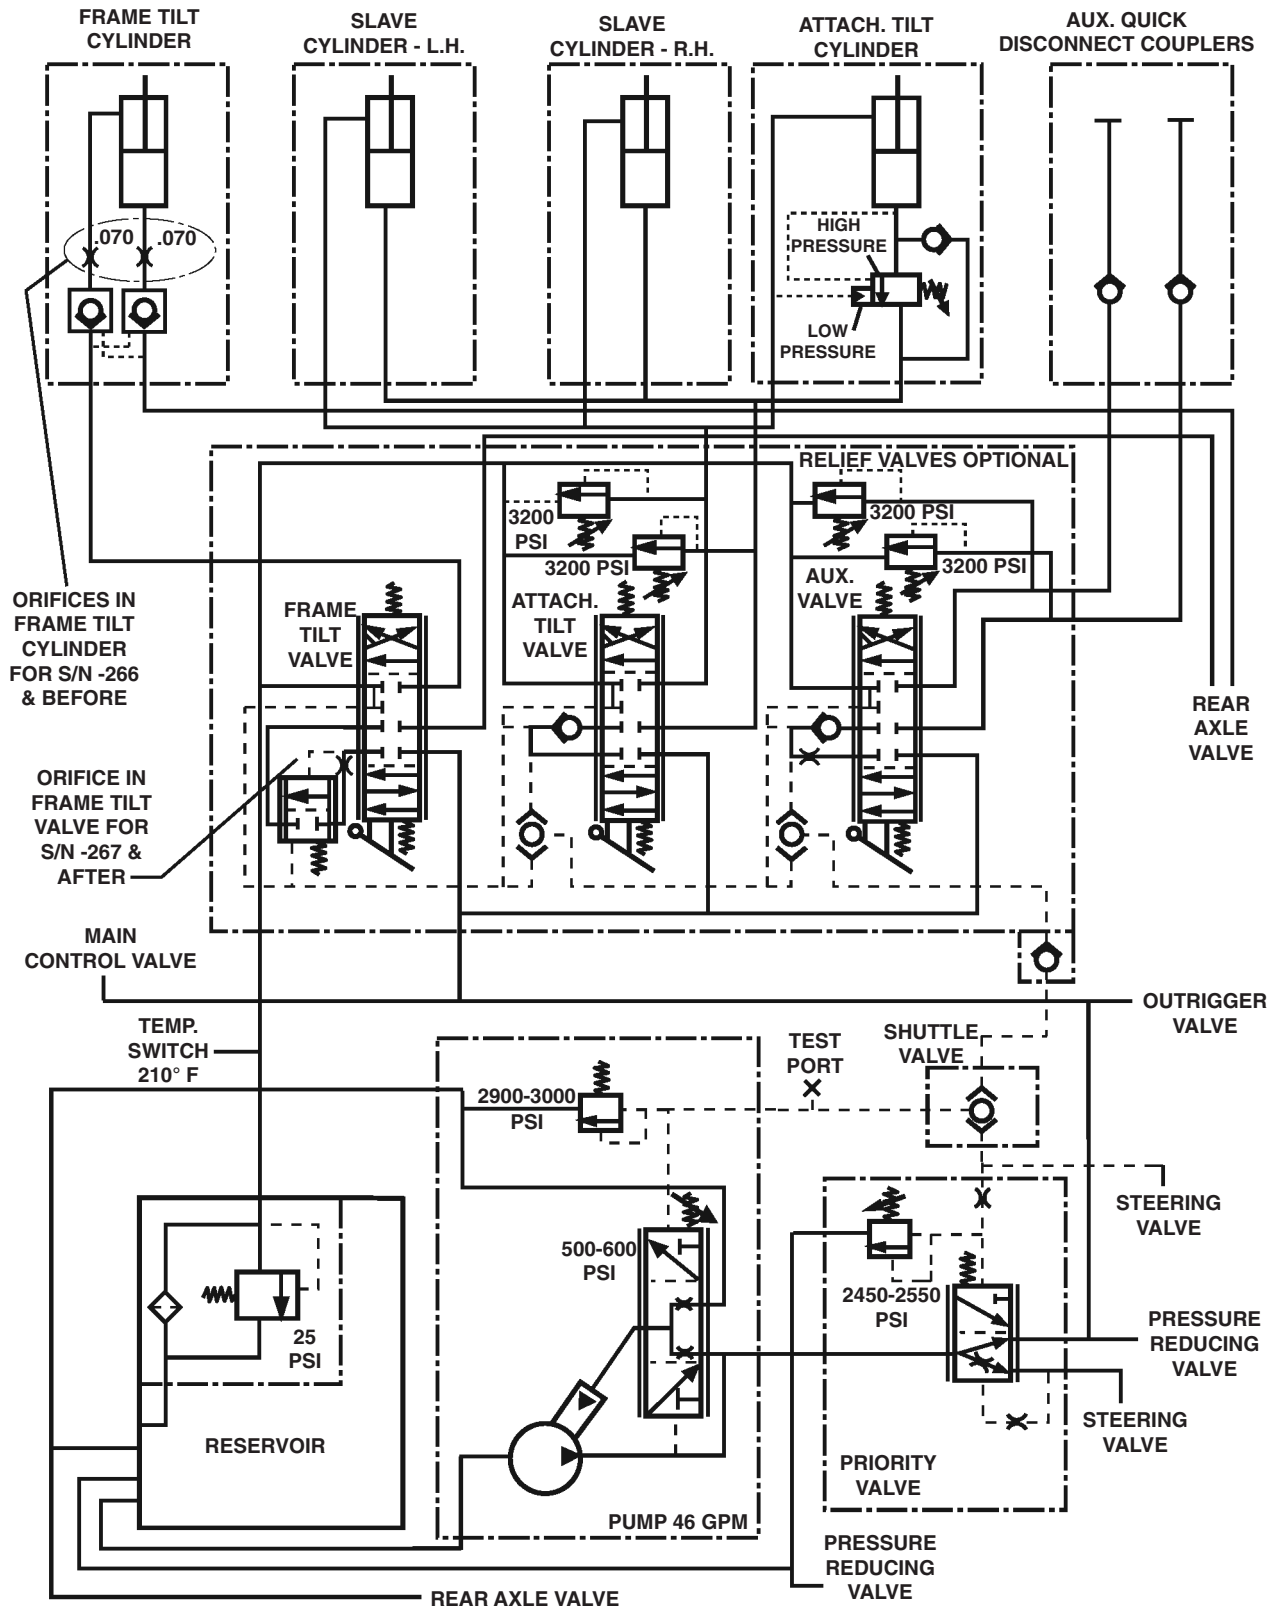 FRAME TILT
CYLINDER
SLAVE
CYLINDER - L.H.
SLAVE
CYLINDER - R.H.
ATTACH. TILT
CYLINDER
AUX. QUICK
DISCONNECT COUPLERS
.070
.070
HIGH
PRESSURE
LOW
PRESSURE
RELIEF VALVES OPTIONAL
3200
PSI
3200 PSI
3200 PSI
3200 PSI
ORIFICES IN
FRAME TILT
CYLINDER
FOR S/N -266
& BEFORE
FRAME
TILT
VALVE
ATTACH.
TILT
VALVE
AUX.
VALVE
REAR
AXLE
VALVE
ORIFICE IN
FRAME TILT
VALVE FOR
S/N -267 &
AFTER
MAIN
CONTROL VALVE
OUTRIGGER
VALVE
TEMP.
SWITCH
210° F
TEST
PORT
SHUTTLE
VALVE
2900-3000
PSI
STEERING
VALVE
500-600
PSI
2450-2550
PSI
25
PSI
PRESSURE
REDUCING
VALVE
STEERING
VALVE
RESERVOIR
PRIORITY
VALVE
PUMP 46 GPM
PRESSURE
REDUCING
VALVE
REAR AXLE VALVE